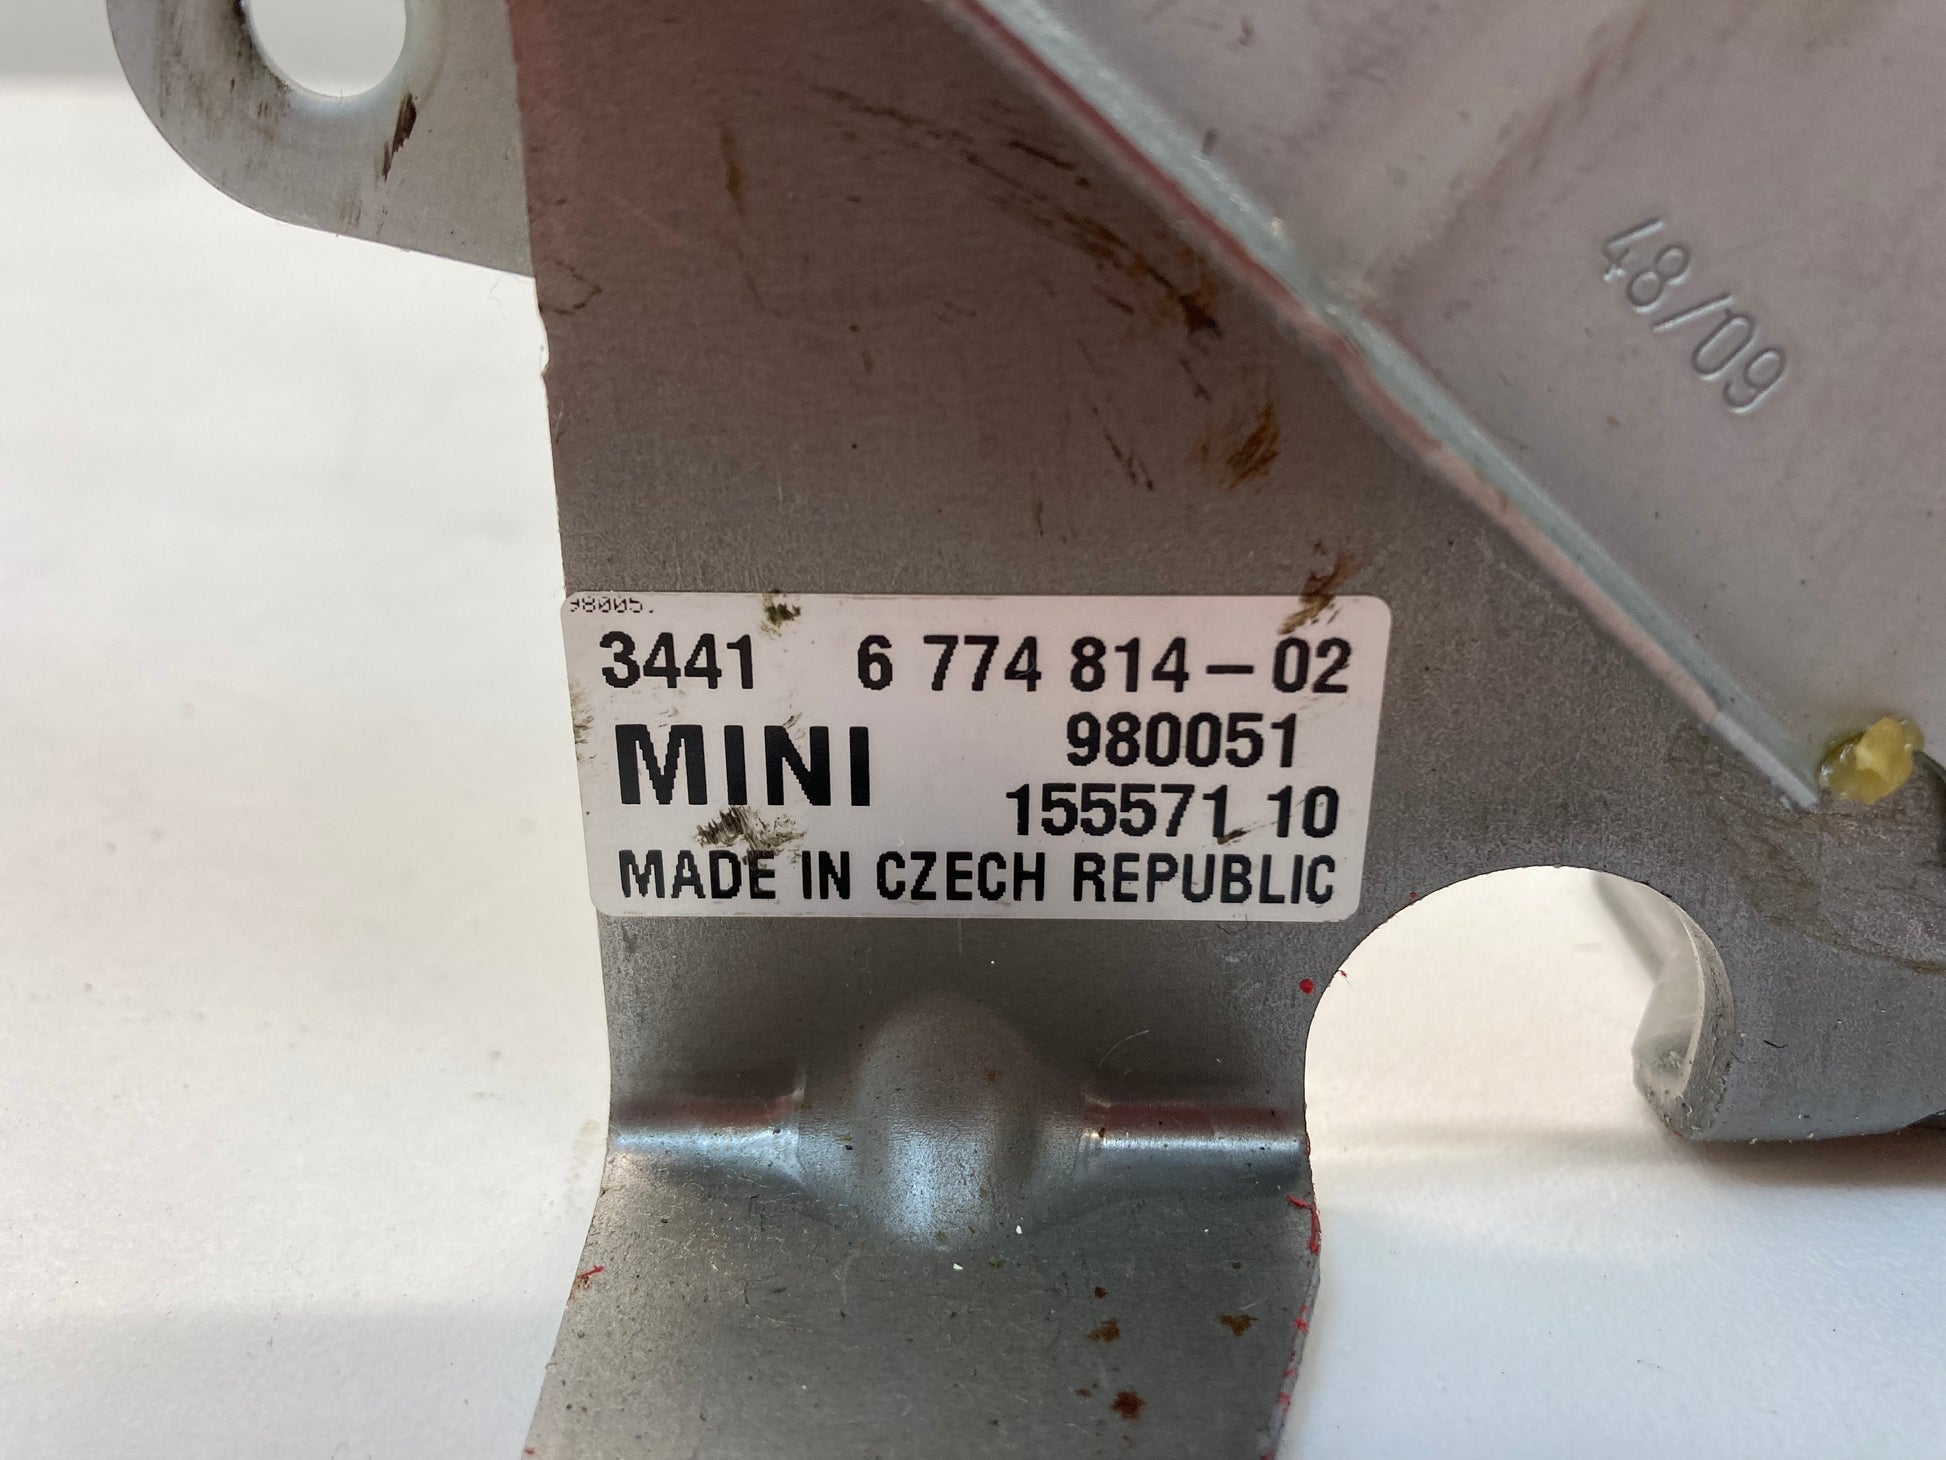 48/09
98005.
3441 6 774 814-02
MINI 980051
155571 10
MADE IN CZECH REPUBLIC